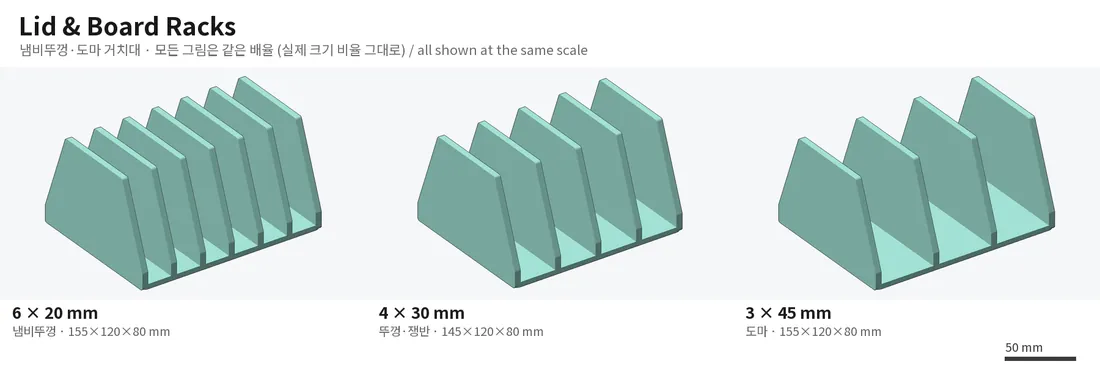 Lid & Board Racks
냄비뚜껑·도마 거치대 · 모든 그림은 같은 배율 (실제 크기 비율 그대로) / all shown at the same scale
6 × 20 mm
냄비뚜껑 · 155×120×80 mm
4 × 30 mm
뚜껑·쟁반 · 145×120×80 mm
3 × 45 mm
도마 · 155×120×80 mm
50 mm